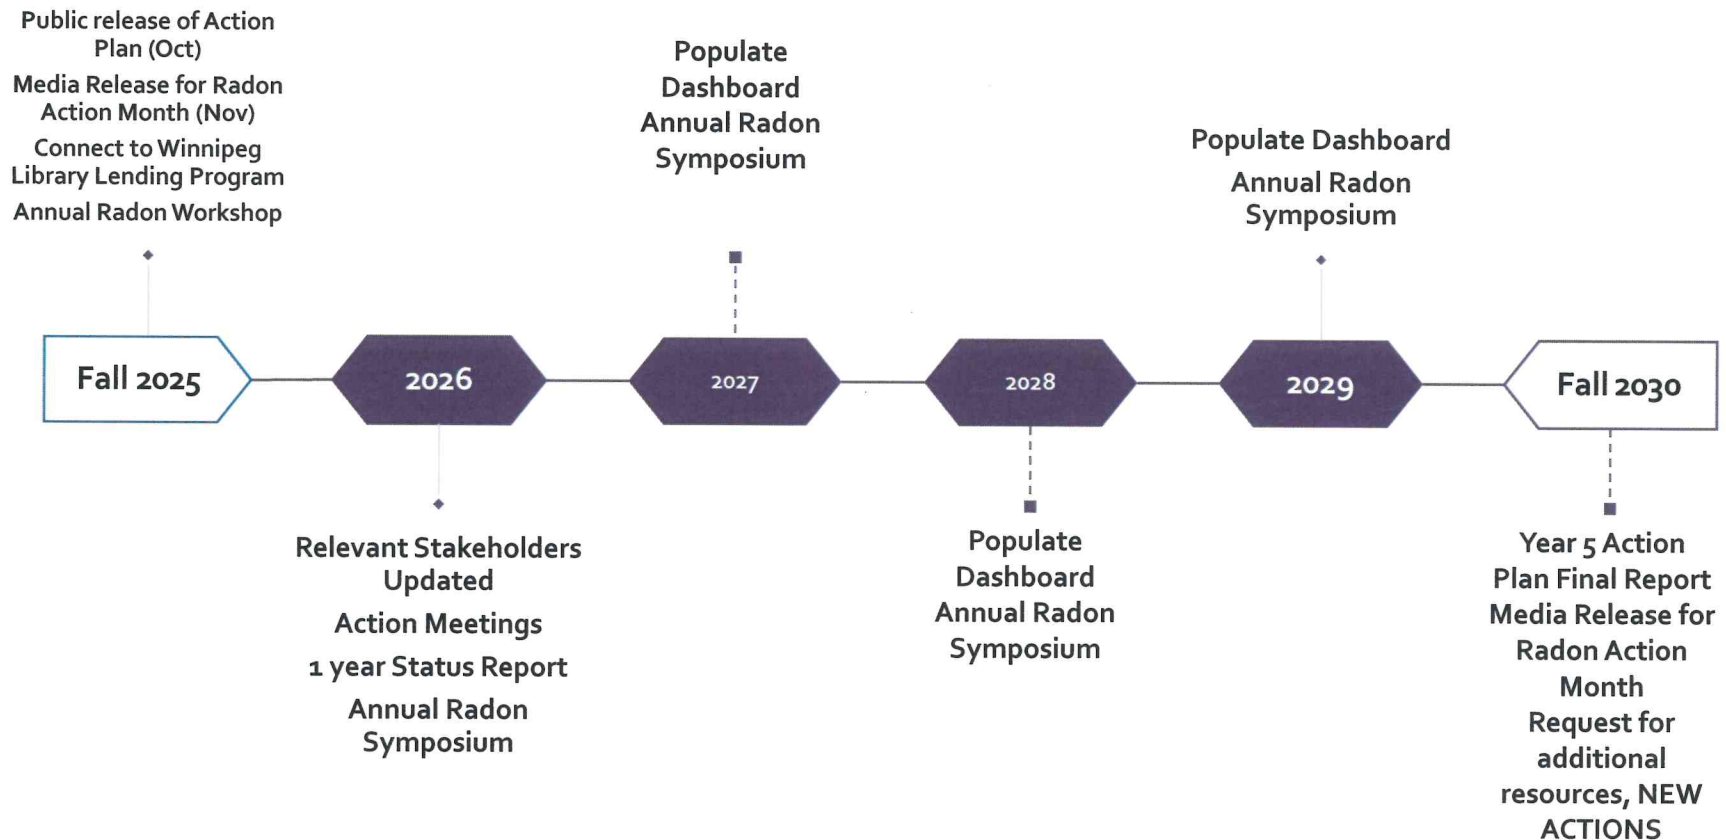 Public release of Action
Plan (Oct)
Media Release for Radon
Action Month (Nov)
Connect to Winnipeg
Library Lending Program
Annual Radon Workshop
Populate
Dashboard
Annual Radon
Symposium
Populate Dashboard
Annual Radon
Symposium
Fall 2025
2026
2027
2028
2029
Fall 2030
Relevant Stakeholders
Updated
Action Meetings
1 year Status Report
Annual Radon
Symposium
Populate
Dashboard
Annual Radon
Symposium
Year 5 Action
Plan Final Report
Media Release for
Radon Action
Month
Request for
additional
resources, NEW
ACTIONS